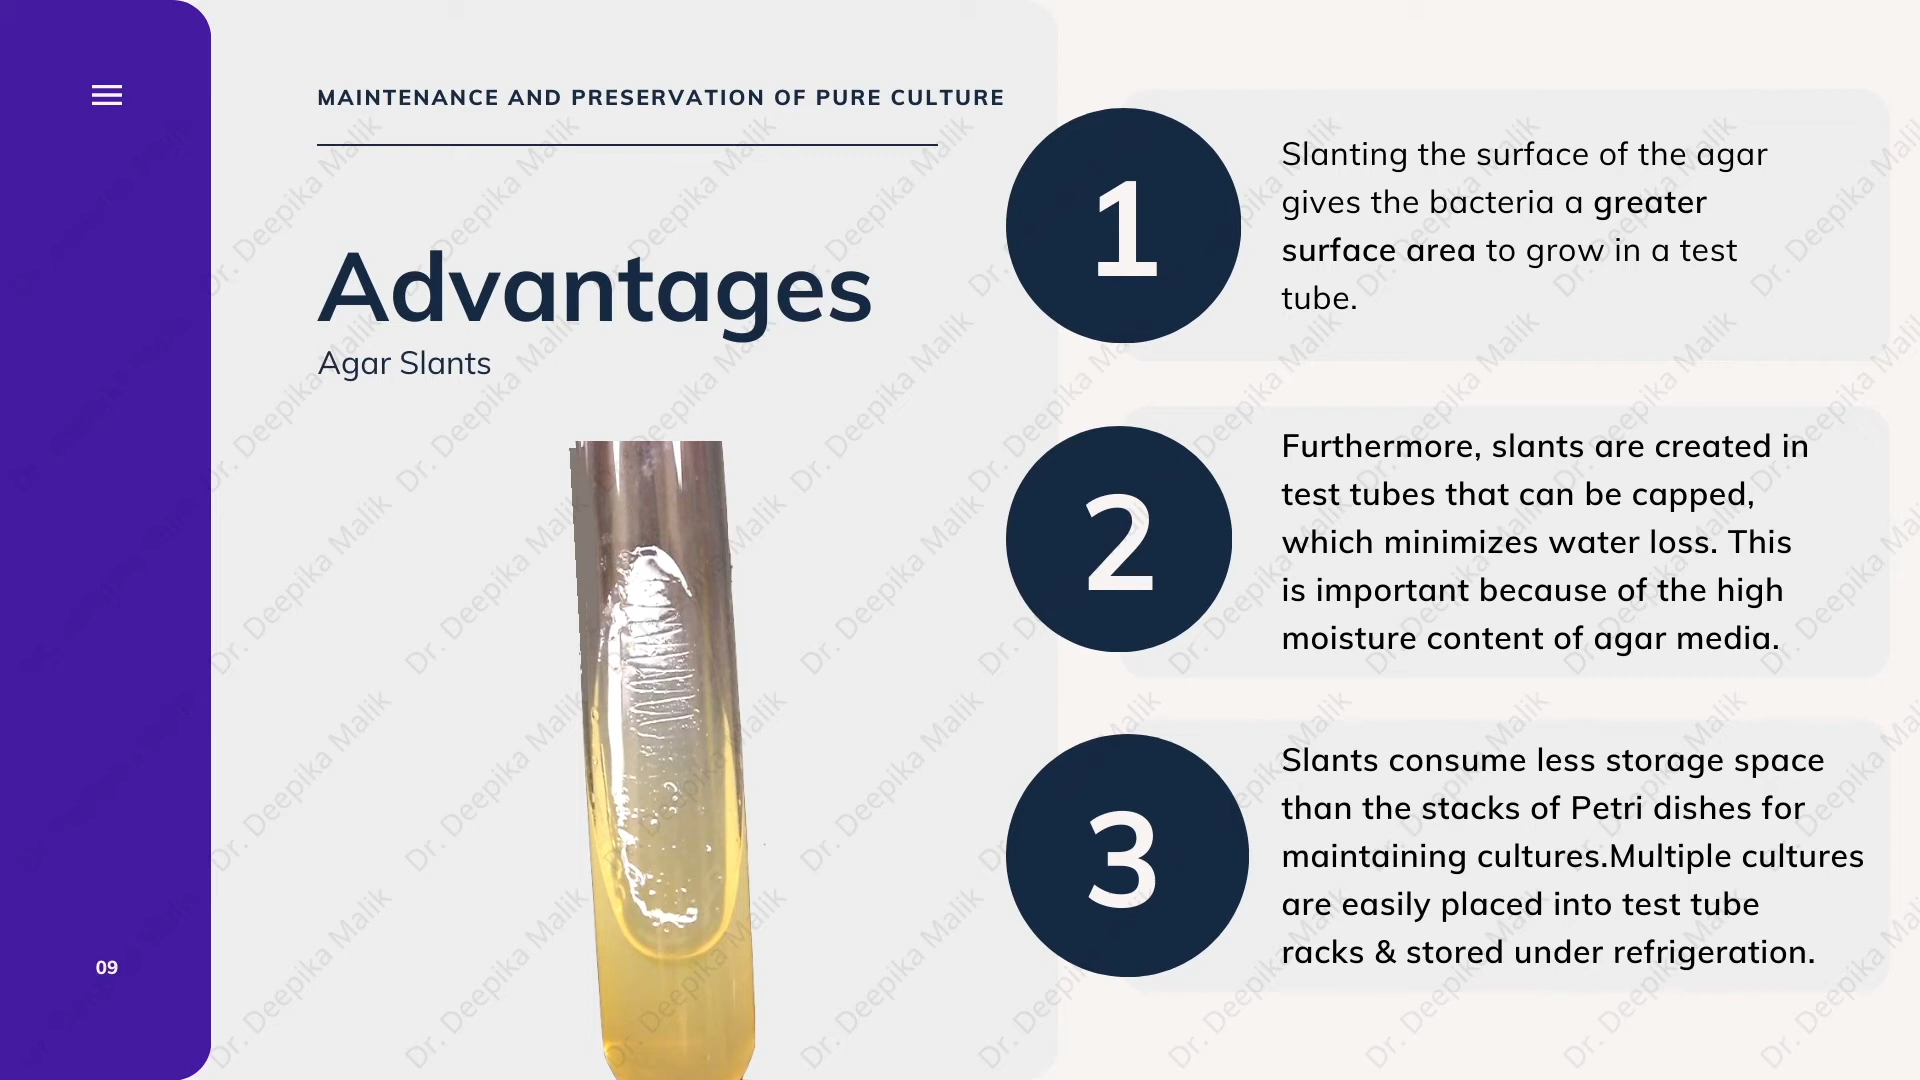 MAINTENANCE AND PRESERVATION OF PURE CULTURE
Advantages
Agar Slants
1
Slanting the surface of the agar
gives the bacteria a greater
surface area to grow in a test
tube.
2
Furthermore, slants are created in
test tubes that can be capped,
which minimizes water loss. This
is important because of the high
moisture content of agar media.
3
Slants consume less storage space
than the stacks of Petri dishes for
maintaining cultures.Multiple cultures
are easily placed into test tube
racks & stored under refrigeration.
09
Dr. Deepika Malik